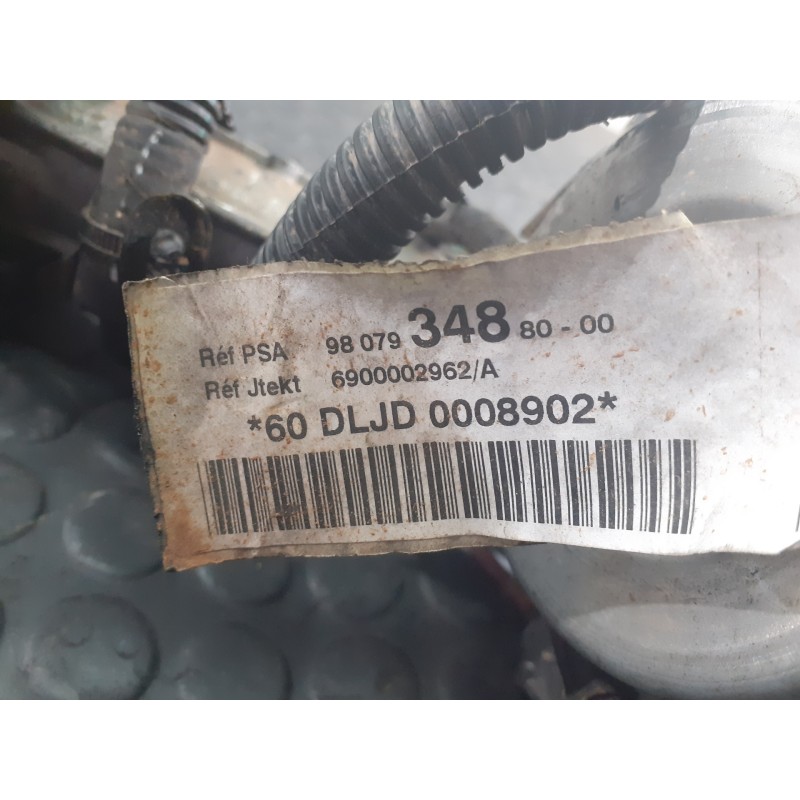 Réf PSA 98 079 348 80 - 00
Réf Jtekt 6900002962/A
*60 DLJD 0008902*